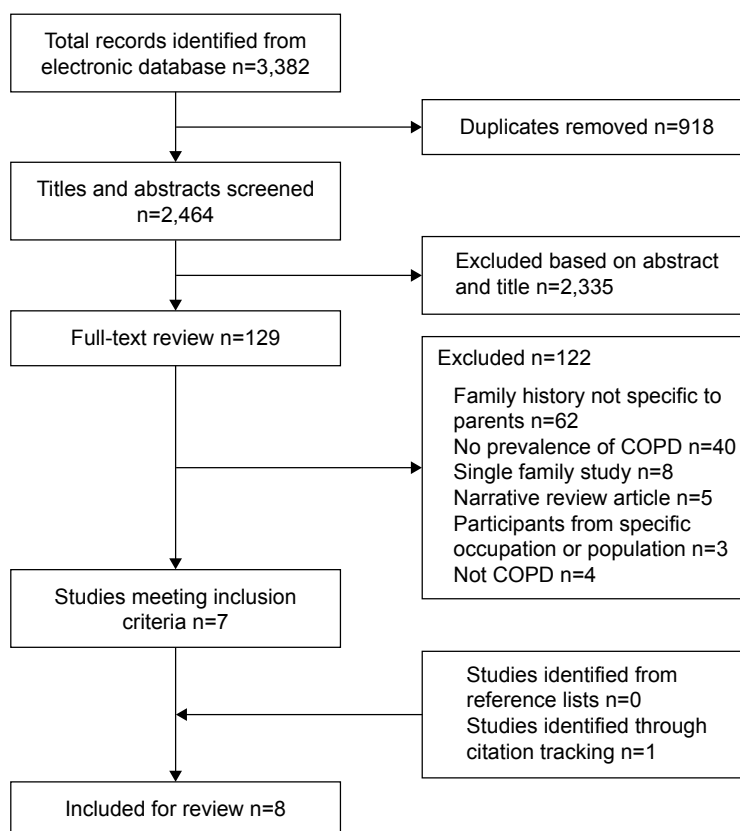 Total records identified from
electronic database n=3,382
Duplicates removed n=918
Titles and abstracts screened
n=2,464
Excluded based on abstract
and title n=2,335
Full-text review n=129
Excluded n=122
Family history not specific to
parents n=62
No prevalence of COPD n=40
Single family study n=8
Narrative review article n=5
Participants from specific
occupation or population n=3
Not COPD n=4
Studies meeting inclusion
criteria n=7
Studies identified from
reference lists n=0
Studies identified through
citation tracking n=1
Included for review n=8